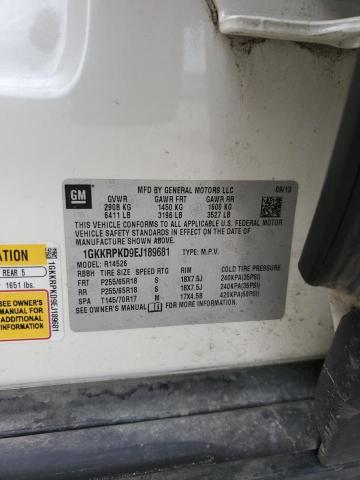 GM
MFD BY GENERAL MOTORS LLC 09/13
GVWR GAWR FRT GAWR RR
2908 KG 1450 KG 1600 KG
6411 LB 3196 LB 3527 LB
THIS VEHICLE CONFORMS TO ALL APPLICABLE U.S. FEDERAL MOTOR
VEHICLE SAFETY STANDARDS IN EFFECT ON THE DATE OF
MANUFACTURE SHOWN ABOVE.
1GKKRPKD9EJ189681 TYPE: M.P.V.
MODEL: R14526
RBBH TIRE SIZE SPEED RTG RIM COLD TIRE PRESSURE
FRT P255/65R18 S 18X7.5J 240KPA(35PSI)
RR P255/65R18 S 18X7.5J 240KPA(35PSI)
SPA T145/70R17 M 17X4.5B 420KPA(60PSI)
SEE OWNER'S MANUAL FOR ADDITIONAL INFORMATION.
ATION
REAR 5
1651 lbs.
SEE OWNER'S
MANUAL FOR
ADDITIONAL
INFORMATION
1GKKRPKD9EJ189681